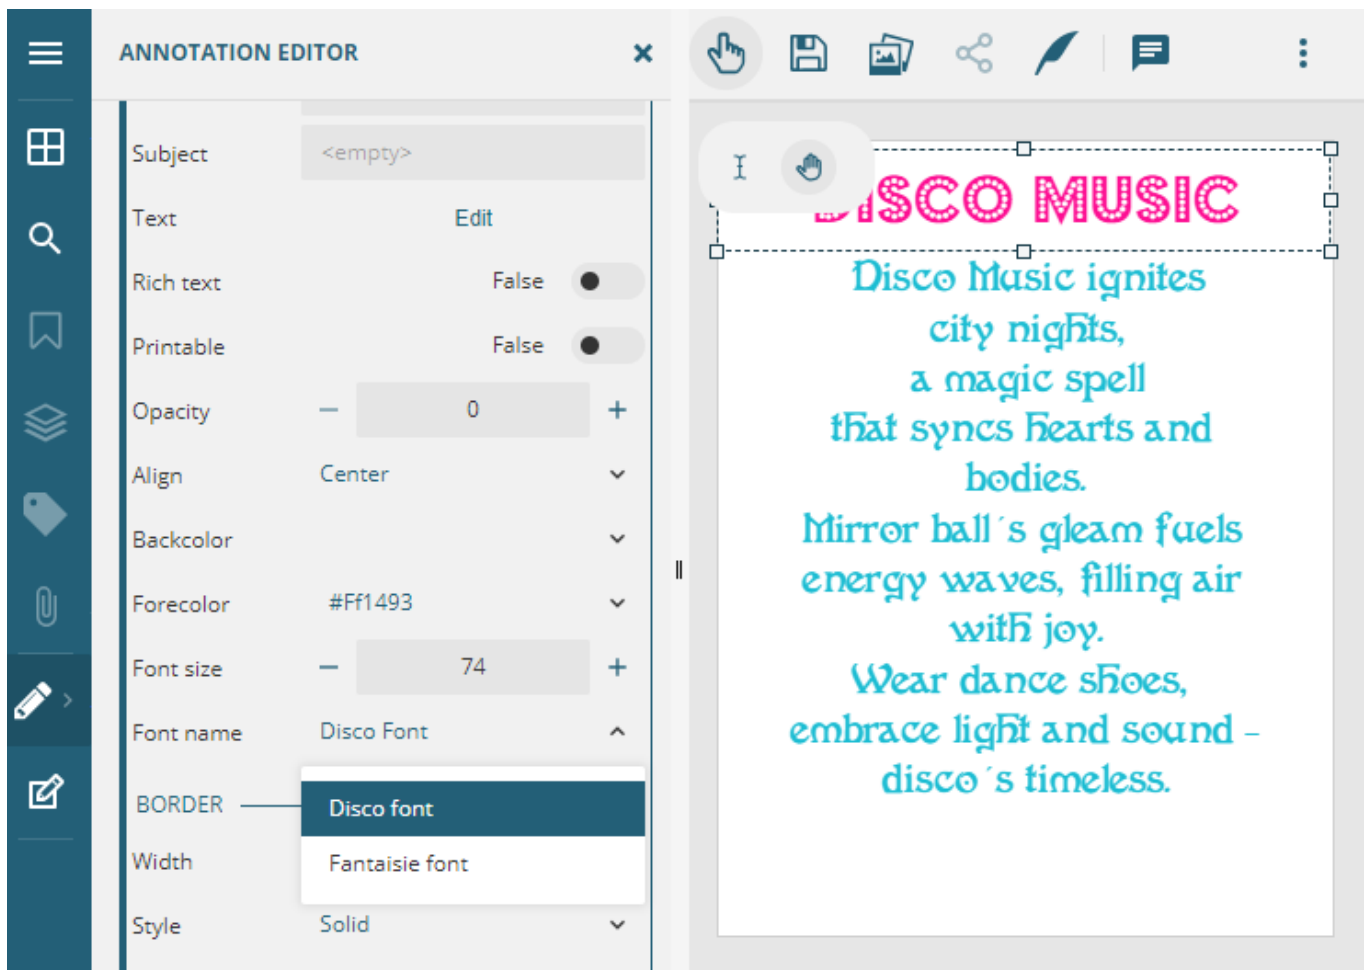 ANNOTATION EDITOR
Subject <empty>
Text Edit
Rich text False
Printable False
Opacity 0
Align Center
Backcolor
Forecolor #Ff1493
Font size 74
Font name Disco Font
Disco font
BORDER
Fantaisie font
Width
Style Solid
DISCO MUSIC
Disco Music ignites
city nights,
a magic spell
that syncs hearts and
bodies.
Mirror ball´s gleam fuels
energy waves, filling air
with joy.
Wear dance shoes,
embrace light and sound –
disco´s timeless.